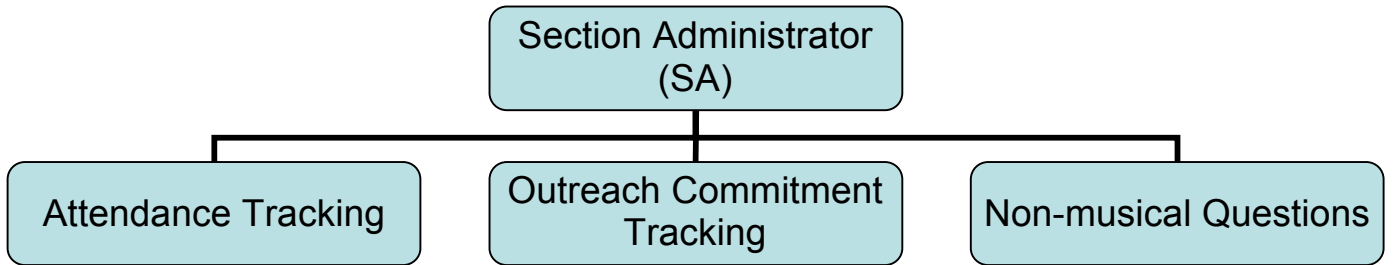 Section Administrator
(SA)
Attendance Tracking
Outreach Commitment
Tracking
Non-musical Questions